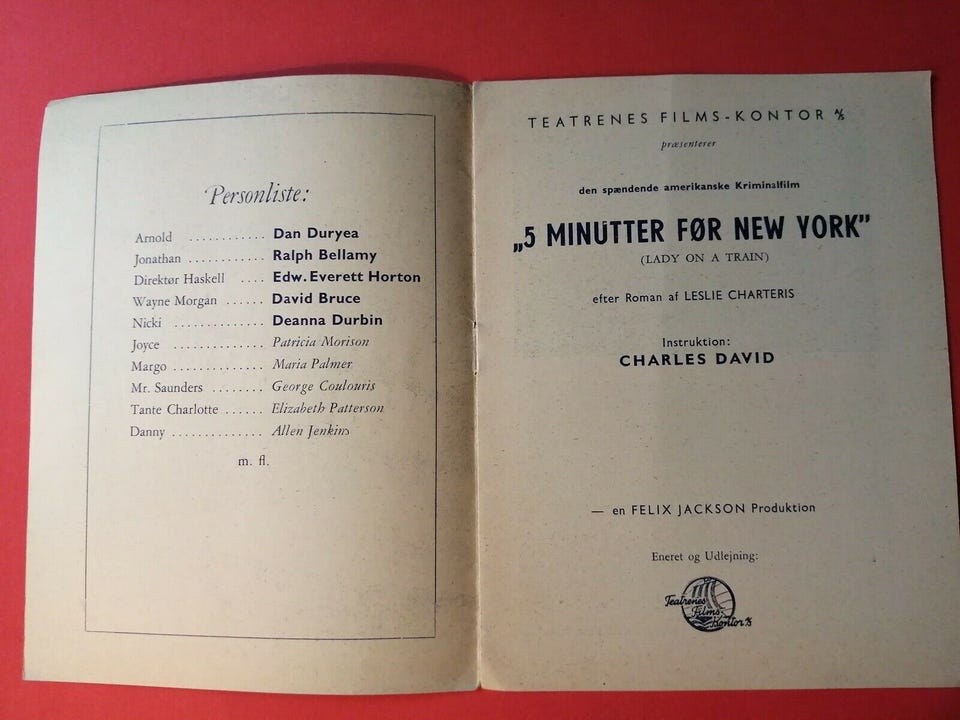 Personliste:
Arnold ............ Dan Duryea
Jonathan ............ Ralph Bellamy
Direktør Haskell .... Edw. Everett Horton
Wayne Morgan ...... David Bruce
Nicki .............. Deanna Durbin
Joyce .............. Patricia Morison
Margo .............. Maria Palmer
Mr. Saunders ........ George Coulouris
Tante Charlotte ...... Elizabeth Patterson
Danny .............. Allen Jenkins
m. fl.
TEATRENES FILMS-KONTOR A/S
præsenterer
den spændende amerikanske Kriminalfilm
„5 MINUTTER FØR NEW YORK”
(LADY ON A TRAIN)
efter Roman af LESLIE CHARTERIS
Instruktion:
CHARLES DAVID
— en FELIX JACKSON Produktion
Eneret og Udlejning:
Teatrenes
Films-
Kontor A/S